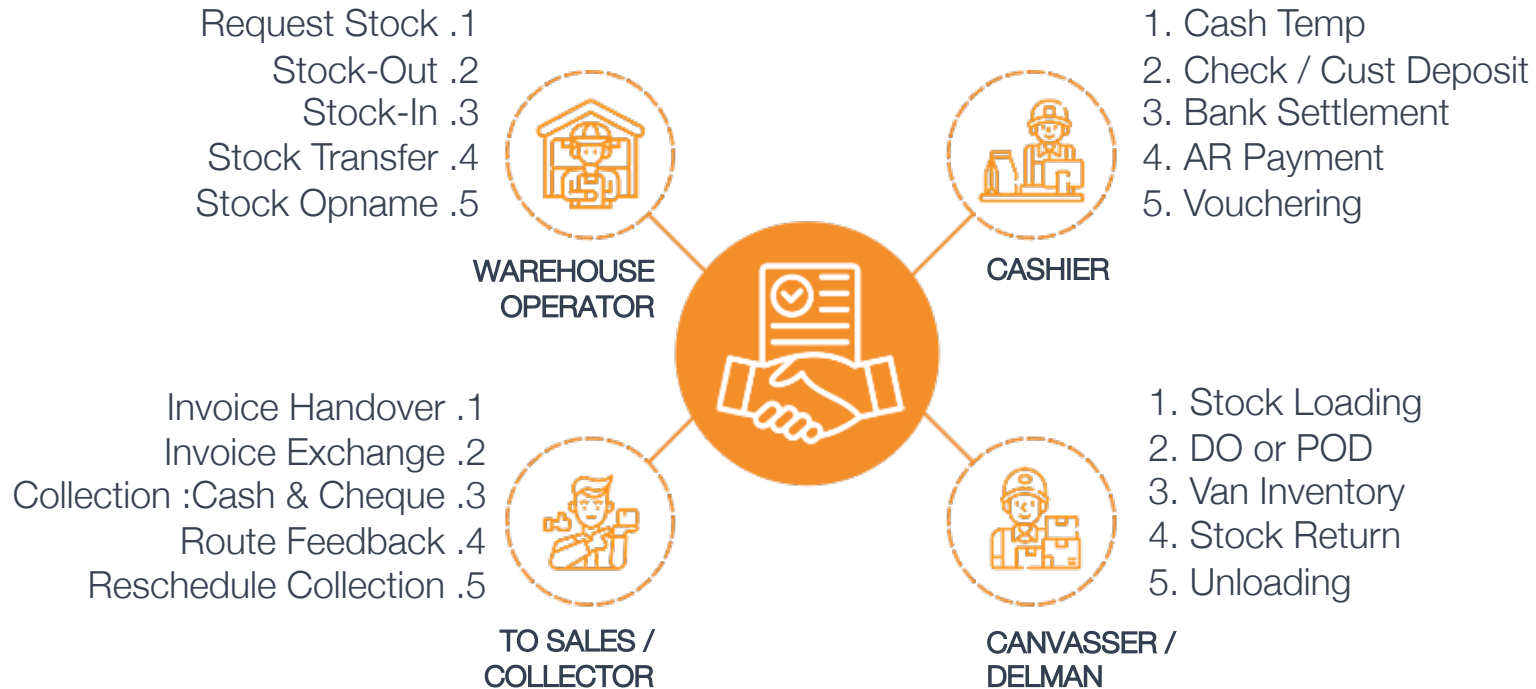 Request Stock .1
Stock-Out .2
Stock-In .3
Stock Transfer .4
Stock Opname .5
WAREHOUSE
OPERATOR
1. Cash Temp
2. Check / Cust Deposit
3. Bank Settlement
4. AR Payment
5. Vouchering
CASHIER
Invoice Handover .1
Invoice Exchange .2
Collection :Cash & Cheque .3
Route Feedback .4
Reschedule Collection .5
TO SALES /
COLLECTOR
1. Stock Loading
2. DO or POD
3. Van Inventory
4. Stock Return
5. Unloading
CANVASSER /
DELMAN